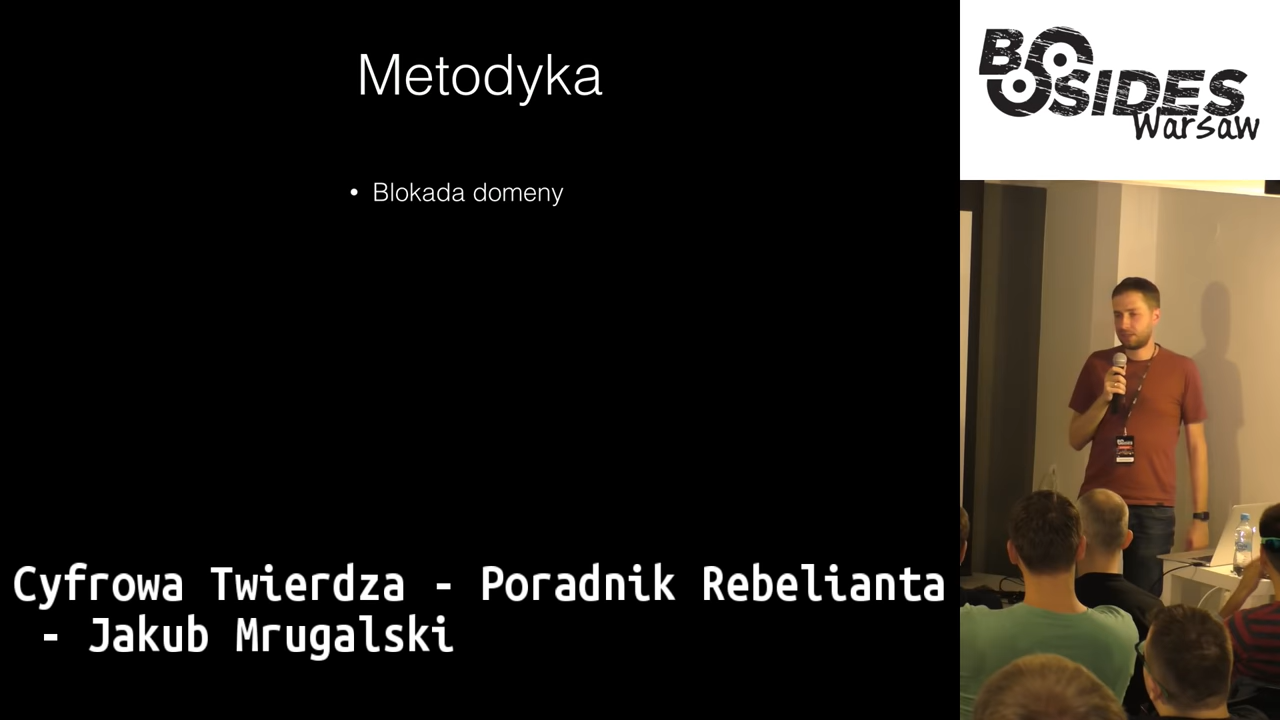 Metodyka
• Blokada domeny
Cyfrowa Twierdza - Poradnik Rebelianta
- Jakub Mrugalski
BSIDES
Warsaw